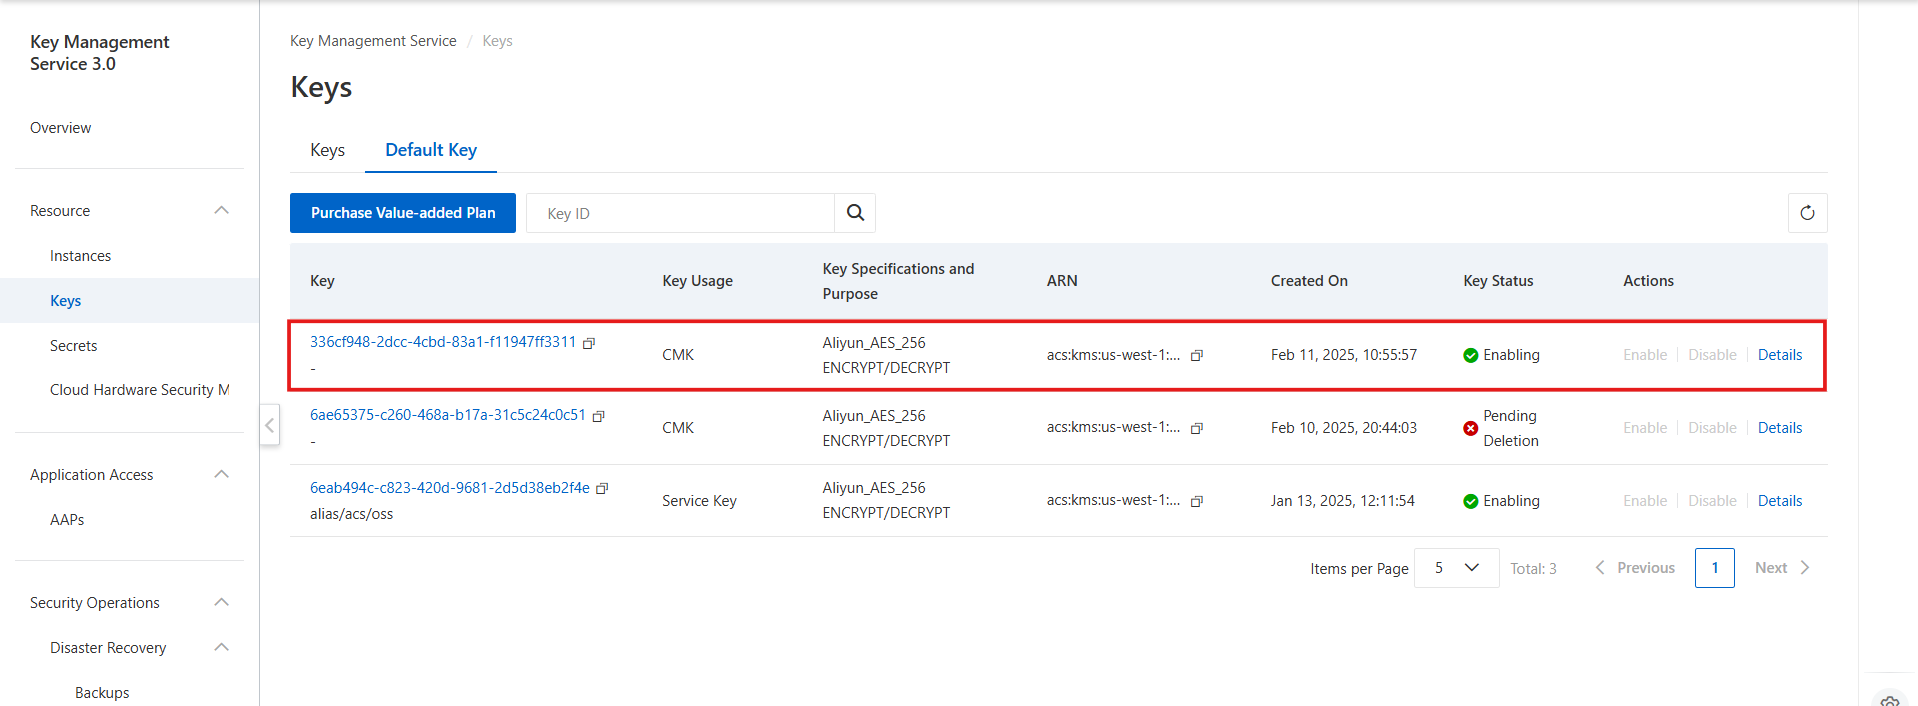 Key Management
Service 3.0
Overview
Resource
Instances
Keys
Secrets
Cloud Hardware Security M
Application Access
AAPs
Security Operations
Disaster Recovery
Backups
Key Management Service / Keys
Keys
Keys Default Key
Purchase Value-added Plan Key ID
Key Key Usage Key Specifications and Purpose ARN Created On Key Status Actions
336cf948-2dcc-4cbd-83a1-f11947ff3311
-
CMK
Aliyun_AES_256
ENCRYPT/DECRYPT
acs:kms:us-west-1:...
Feb 11, 2025, 10:55:57
Enabling
Enable Disable Details
6ae65375-c260-468a-b17a-31c5c24c0c51
-
CMK
Aliyun_AES_256
ENCRYPT/DECRYPT
acs:kms:us-west-1:...
Feb 10, 2025, 20:44:03
Pending
Deletion
Enable Disable Details
6eab494c-c823-420d-9681-2d5d38eb2f4e
alias/acs/oss
Service Key
Aliyun_AES_256
ENCRYPT/DECRYPT
acs:kms:us-west-1:...
Jan 13, 2025, 12:11:54
Enabling
Enable Disable Details
Items per Page 5 Total: 3 Previous 1 Next